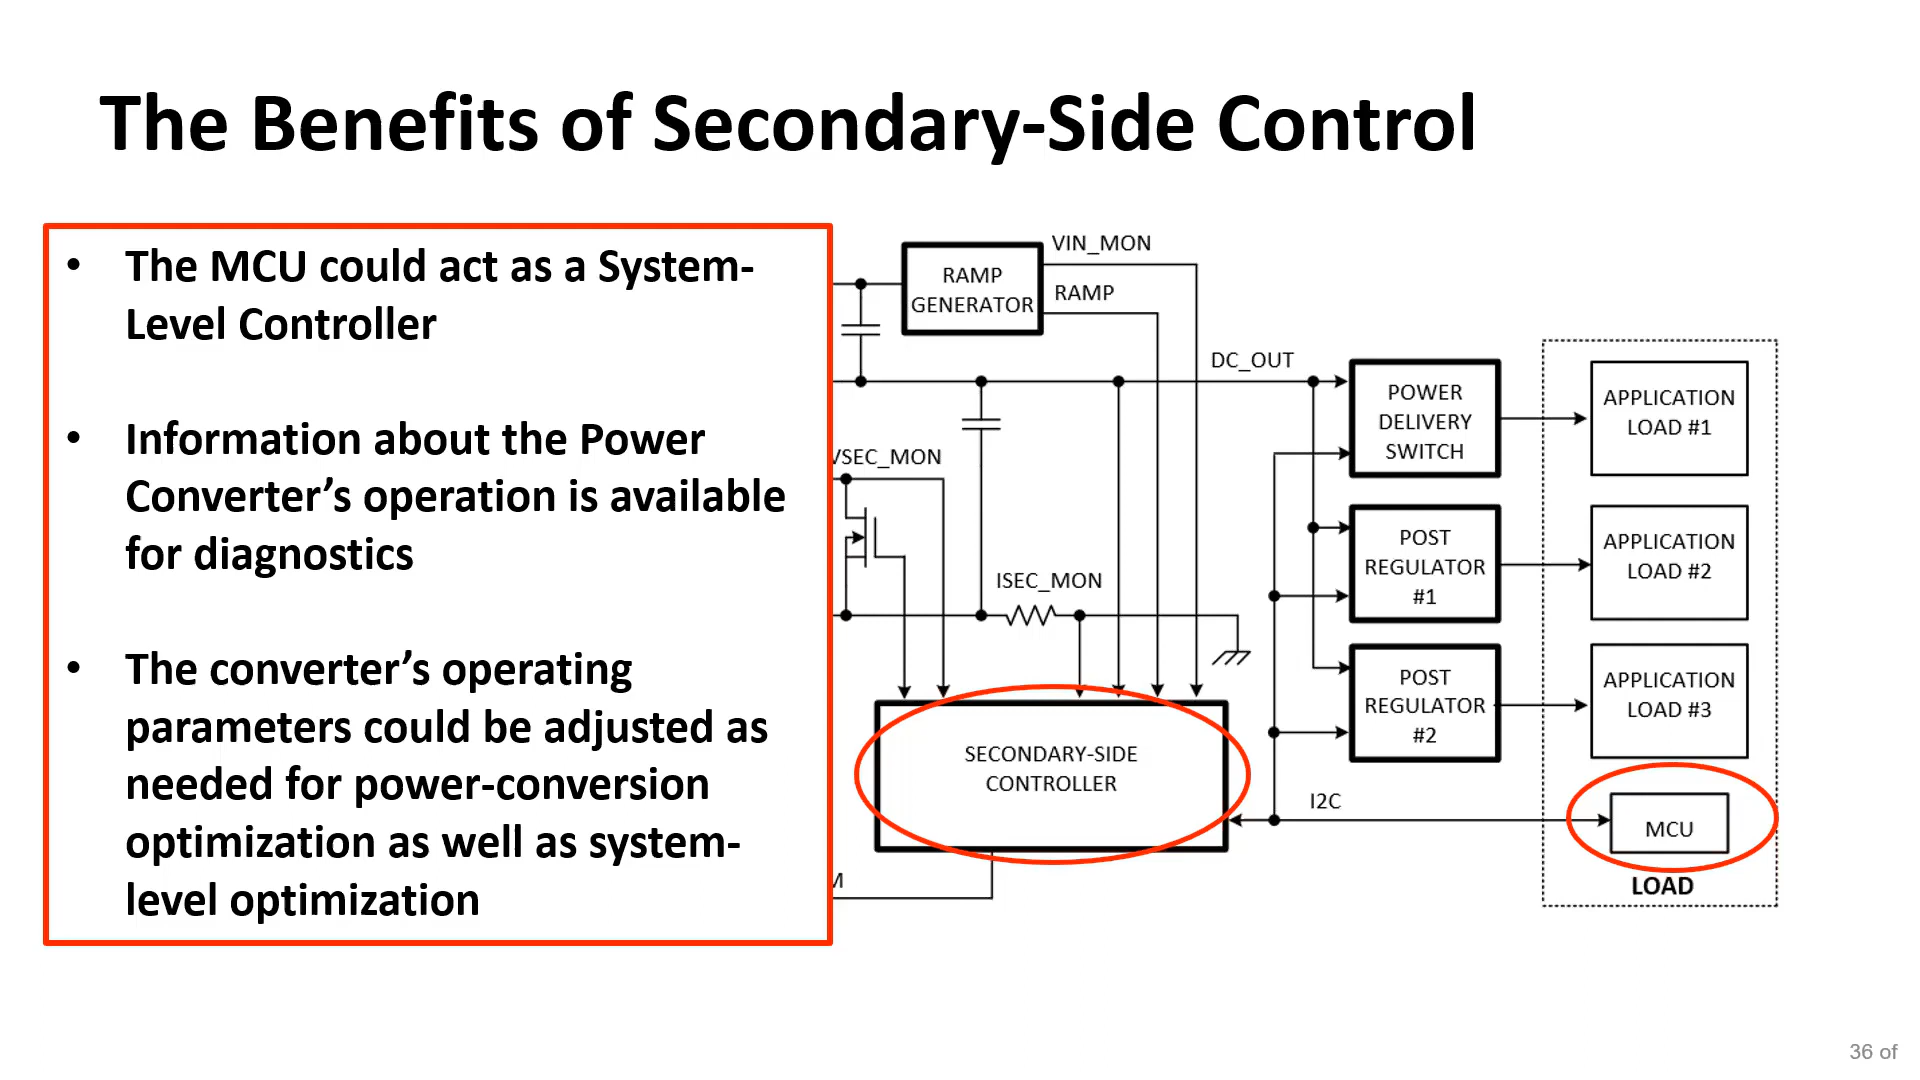 The Benefits of Secondary-Side Control
• The MCU could act as a System-
Level Controller
• Information about the Power
Converter’s operation is available
for diagnostics
• The converter’s operating
parameters could be adjusted as
needed for power-conversion
optimization as well as system-
level optimization
VIN_MON
RAMP
GENERATOR
RAMP
DC_OUT
VSEC_MON
ISEC_MON
POWER
DELIVERY
SWITCH
APPLICATION
LOAD #1
POST
REGULATOR
#1
APPLICATION
LOAD #2
POST
REGULATOR
#2
APPLICATION
LOAD #3
SECONDARY-SIDE
CONTROLLER
I2C
MCU
LOAD
36 of